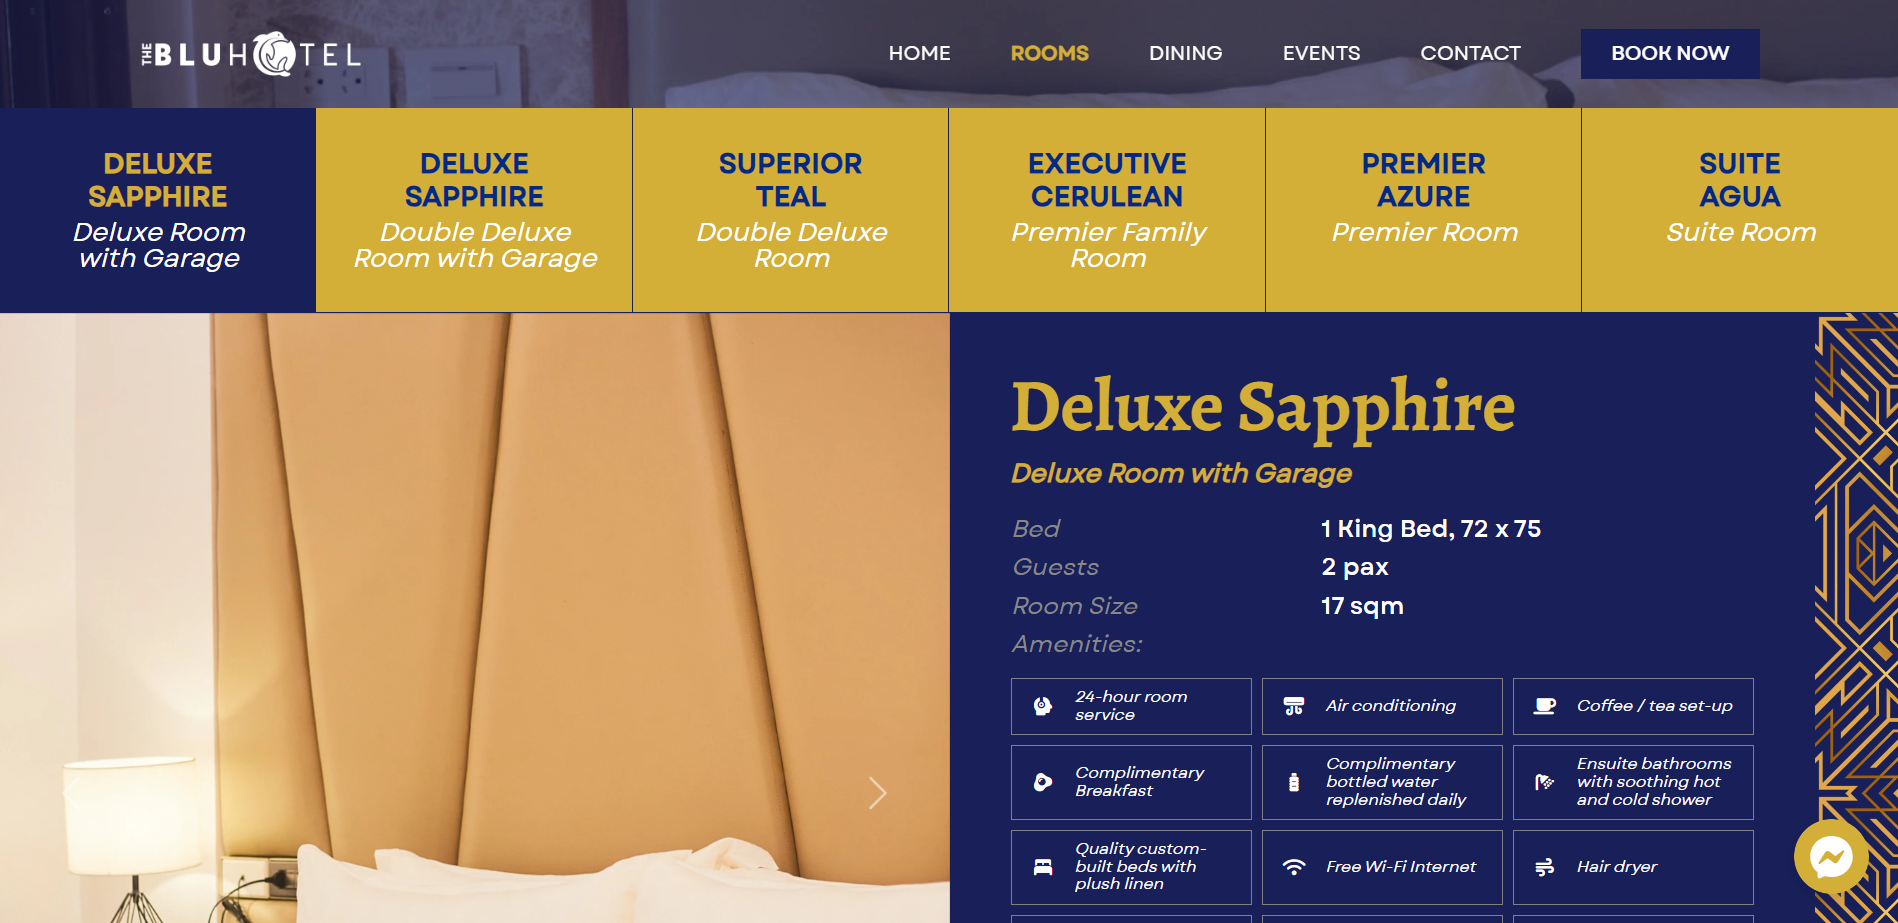 THE BLU HOTEL
HOME
ROOMS
DINING
EVENTS
CONTACT
BOOK NOW
DELUXE
SAPPHIRE
Deluxe Room
with Garage
DELUXE
SAPPHIRE
Double Deluxe
Room with Garage
SUPERIOR
TEAL
Double Deluxe
Room
EXECUTIVE
CERULEAN
Premier Family
Room
PREMIER
AZURE
Premier Room
SUITE
AGUA
Suite Room
Deluxe Sapphire
Deluxe Room with Garage
Bed 1 King Bed, 72 x 75
Guests 2 pax
Room Size 17 sqm
Amenities:
24-hour room
service
Air conditioning
Coffee / tea set-up
Complimentary
Breakfast
Complimentary
bottled water
replenished daily
Ensuite bathrooms
with soothing hot
and cold shower
Quality custom-
built beds with
plush linen
Free Wi-Fi Internet
Hair dryer